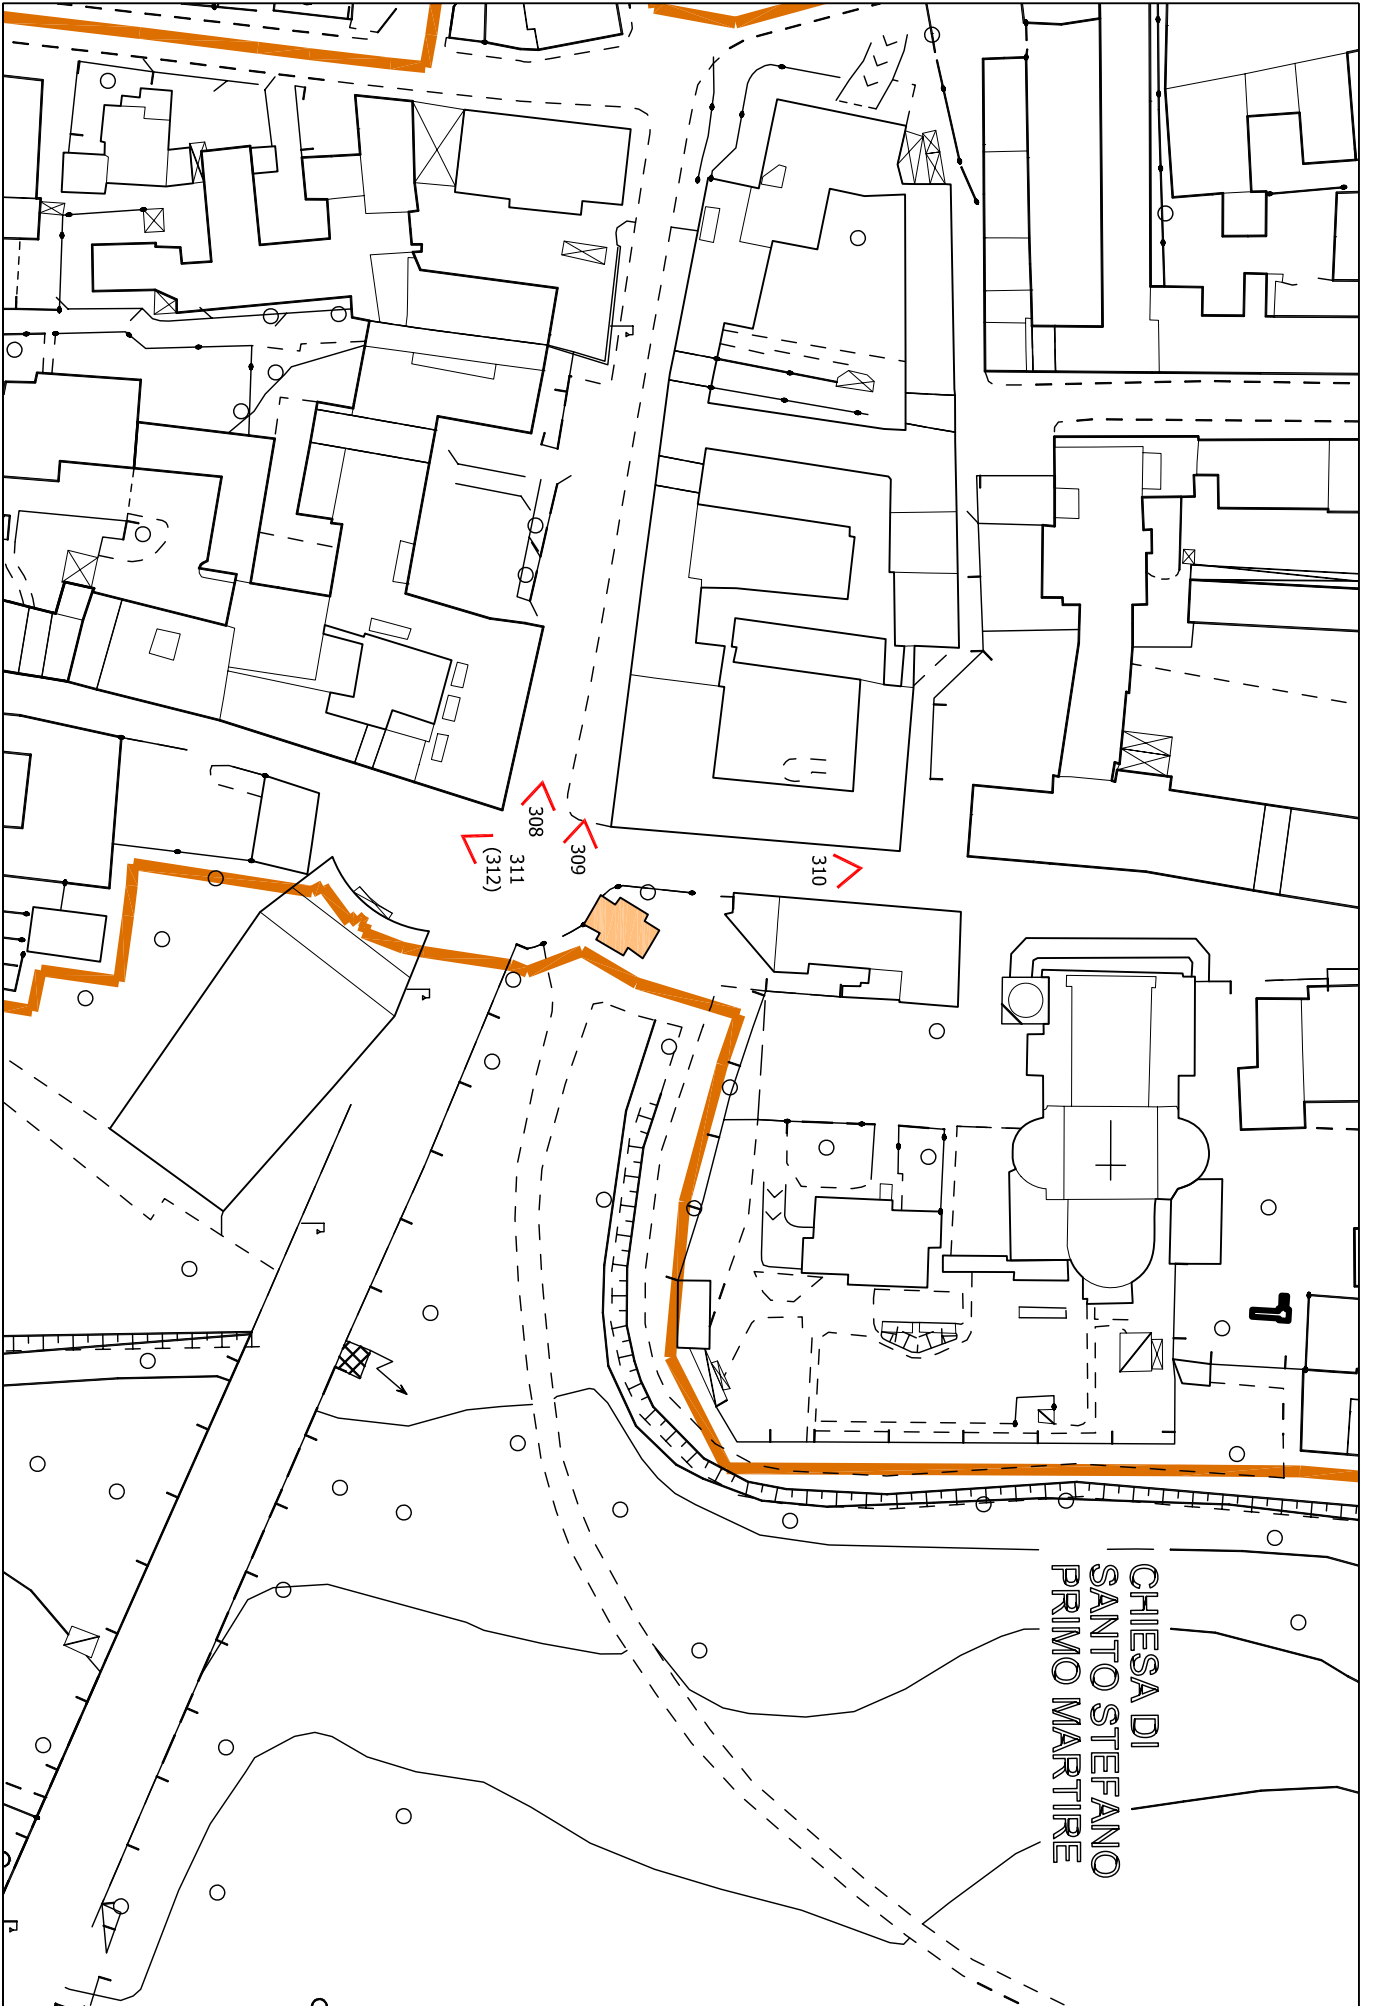 308
309
310
311
(312)
CHIESA DI
SANTO STEFANO
PRIMO MARTIRE